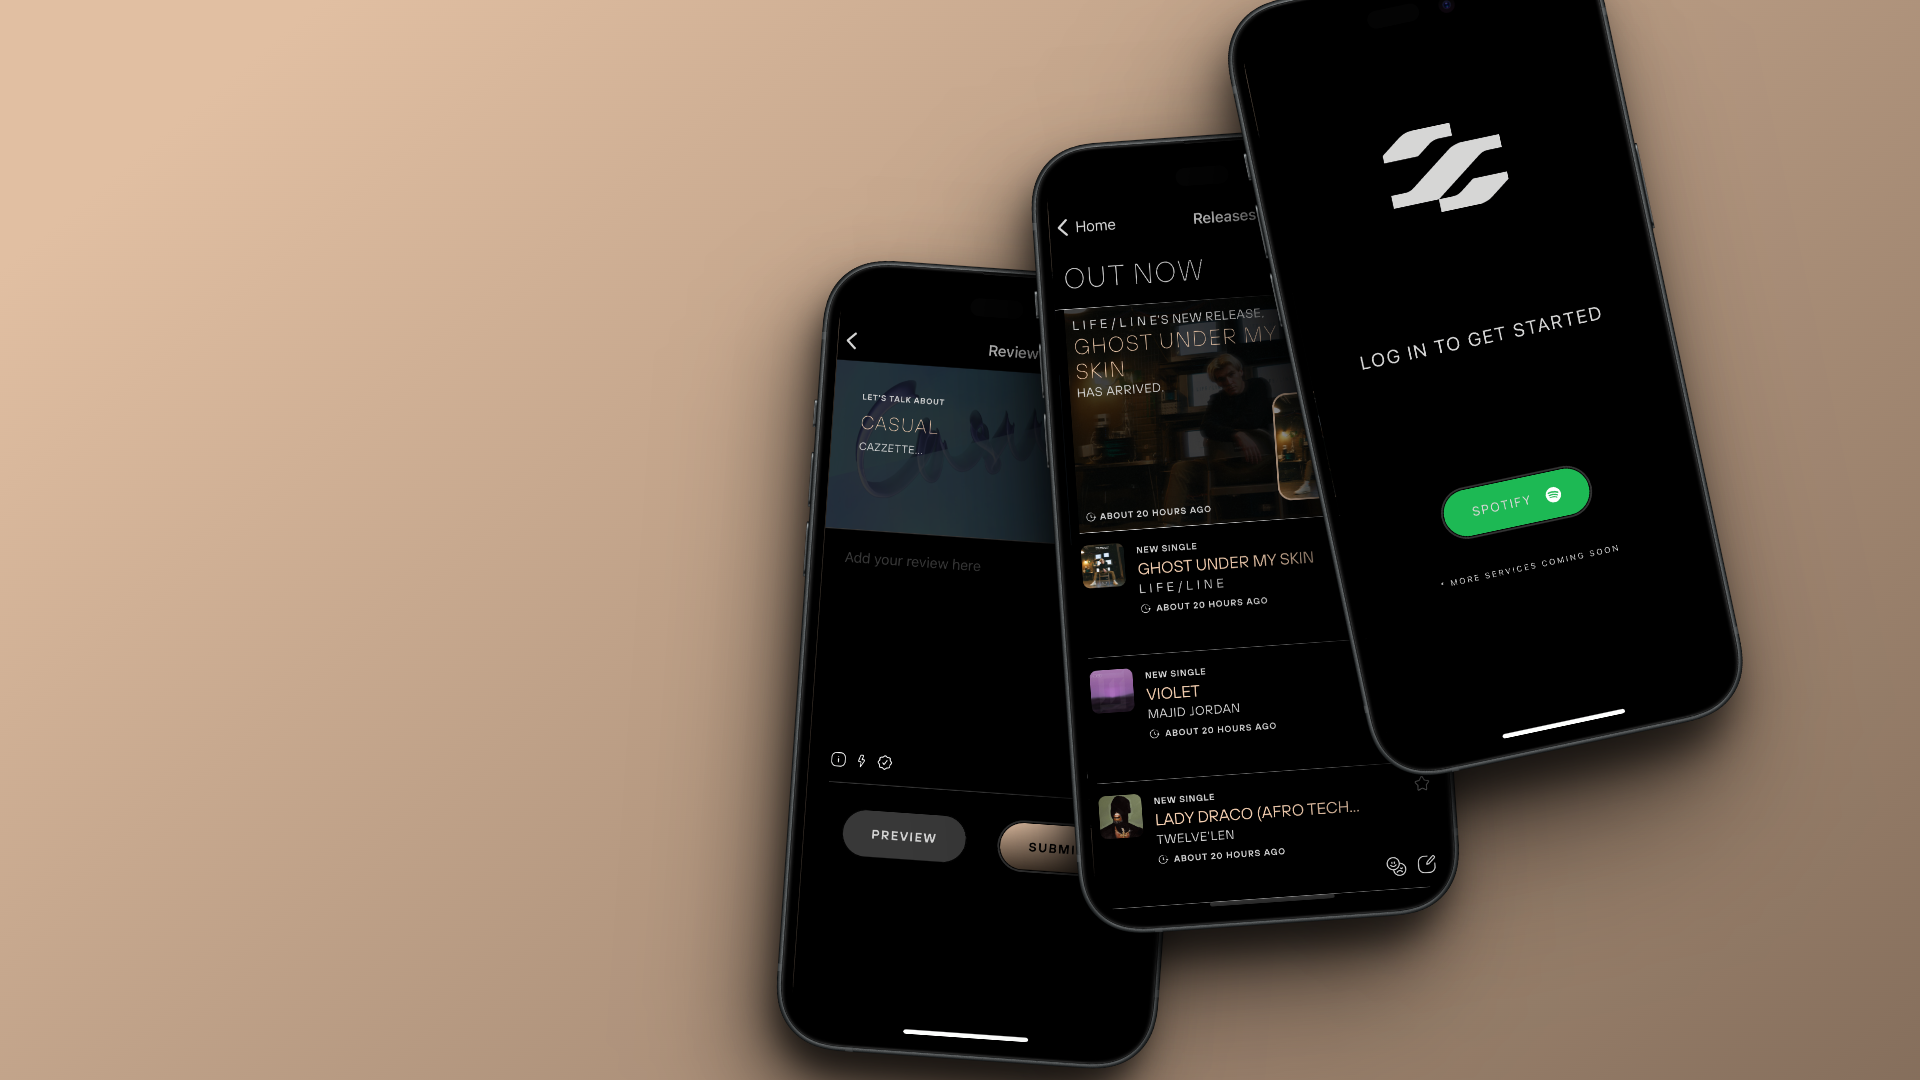 Review
LET'S TALK ABOUT
CASUAL
CAZZETTE...
Add your review here
PREVIEW
Home
Releases
OUT NOW
LIFE/LINE'S NEW RELEASE,
GHOST UNDER MY
SKIN
HAS ARRIVED.
ABOUT 20 HOURS AGO
NEW SINGLE
GHOST UNDER MY SKIN
LIFE/LINE
ABOUT 20 HOURS AGO
NEW SINGLE
VIOLET
MAJID JORDAN
ABOUT 20 HOURS AGO
NEW SINGLE
LADY DRACO (AFRO TECH...
TWELVE'LEN
ABOUT 20 HOURS AGO
LOG IN TO GET STARTED
SPOTIFY
* MORE SERVICES COMING SOON